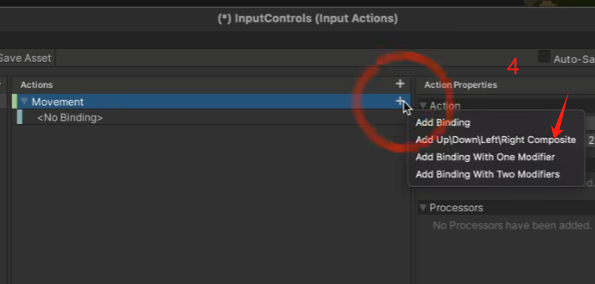 (*) InputControls (Input Actions)
Save Asset
4
Auto-Sa
Actions
+
Action Properties
Movement
+
Action
<No Binding>
Add Binding
Add Up\Down\Left\Right Composite
2
Add Binding With One Modifier
Add Binding With Two Modifiers
d.
Processors
No Processors have been added.